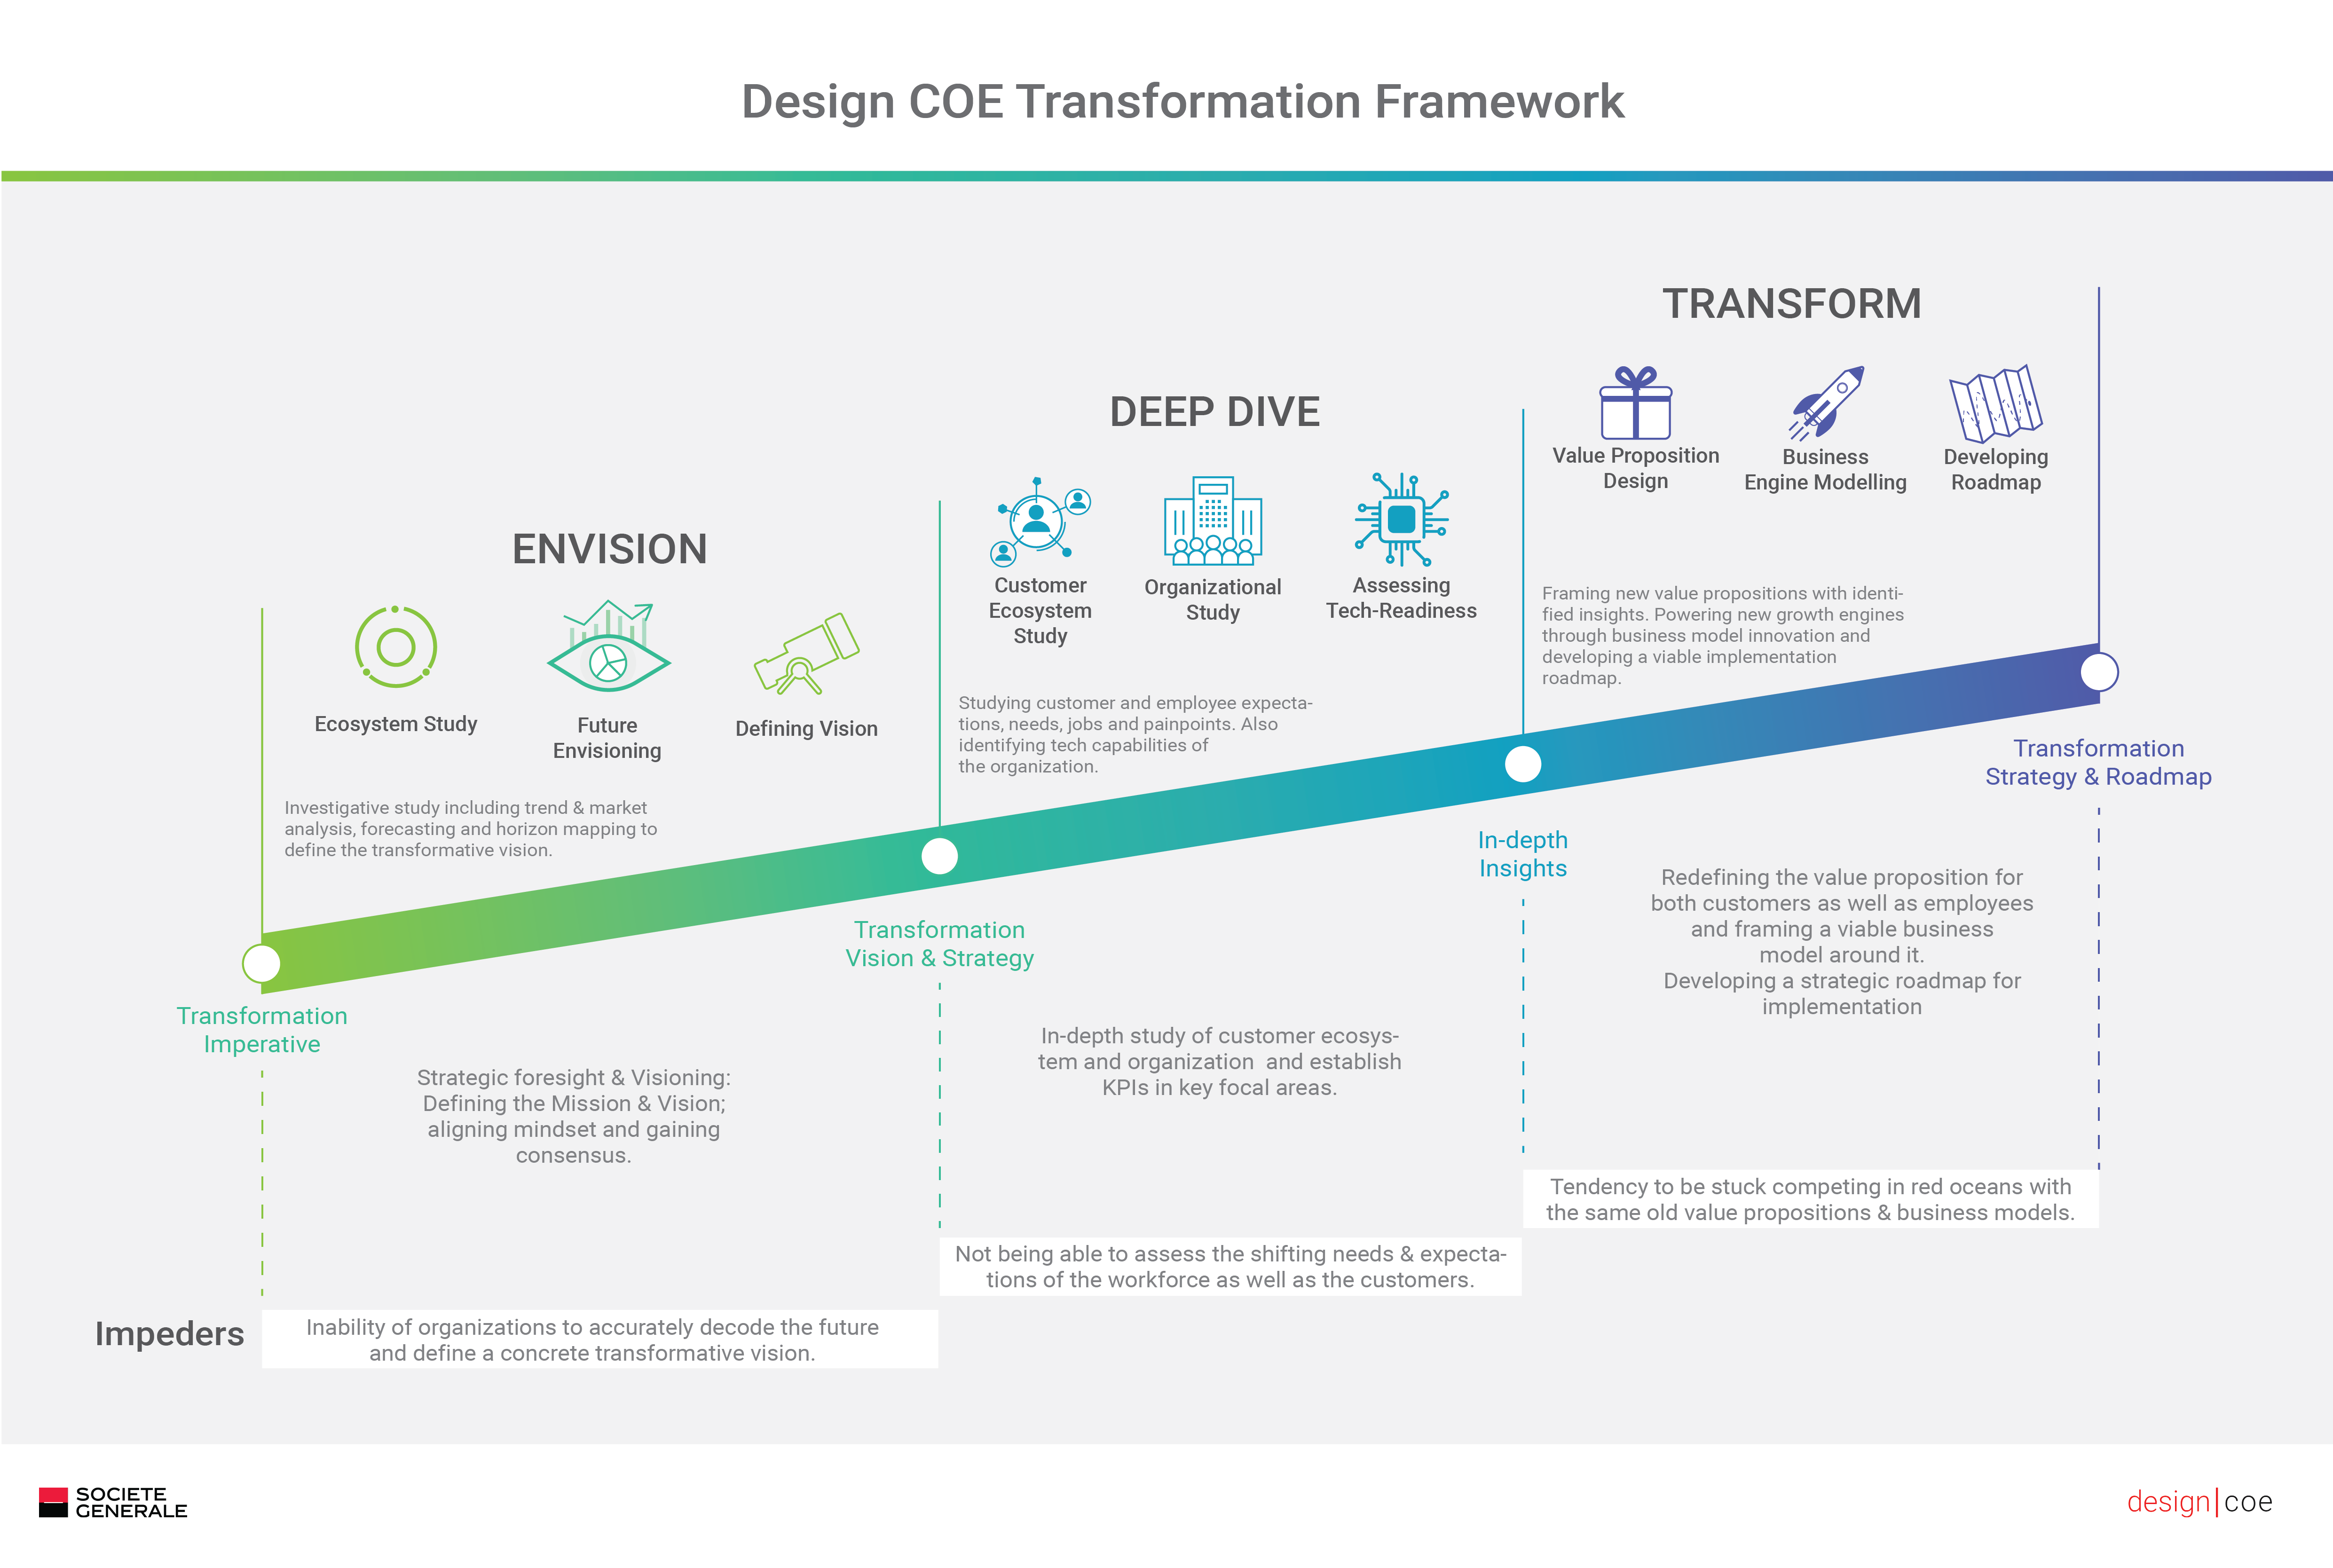 Design COE Transformation Framework
ENVISION
Ecosystem Study
Future
Envisioning
Defining Vision
Investigative study including trend & market
analysis, forecasting and horizon mapping to
define the transformative vision.
DEEP DIVE
Customer
Ecosystem
Study
Organizational
Study
Assessing
Tech-Readiness
Studying customer and employee expecta-
tions, needs, jobs and painpoints. Also
identifying tech capabilities of
the organization.
TRANSFORM
Value Proposition
Design
Business
Engine Modelling
Developing
Roadmap
Framing new value propositions with identi-
fied insights. Powering new growth engines
through business model innovation and
developing a viable implementation
roadmap.
Transformation
Imperative
Transformation
Vision & Strategy
In-depth
Insights
Transformation
Strategy & Roadmap
Strategic foresight & Visioning:
Defining the Mission & Vision;
aligning mindset and gaining
consensus.
In-depth study of customer ecosys-
tem and organization  and establish
KPIs in key focal areas.
Redefining the value proposition for
both customers as well as employees
and framing a viable business
model around it.
Developing a strategic roadmap for
implementation
Impeders
Inability of organizations to accurately decode the future
and define a concrete transformative vision.
Not being able to assess the shifting needs & expecta-
tions of the workforce as well as the customers.
Tendency to be stuck competing in red oceans with
the same old value propositions & business models.
SOCIETE
GENERALE
design|coe